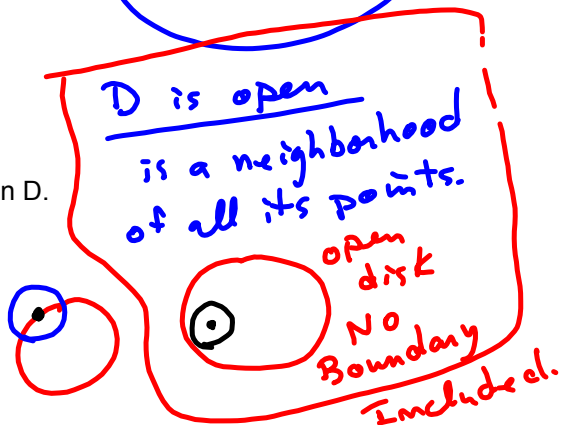 D is open
is a neighborhood
n D.
of all its points.
open
disk
NO
Boundary
Included.